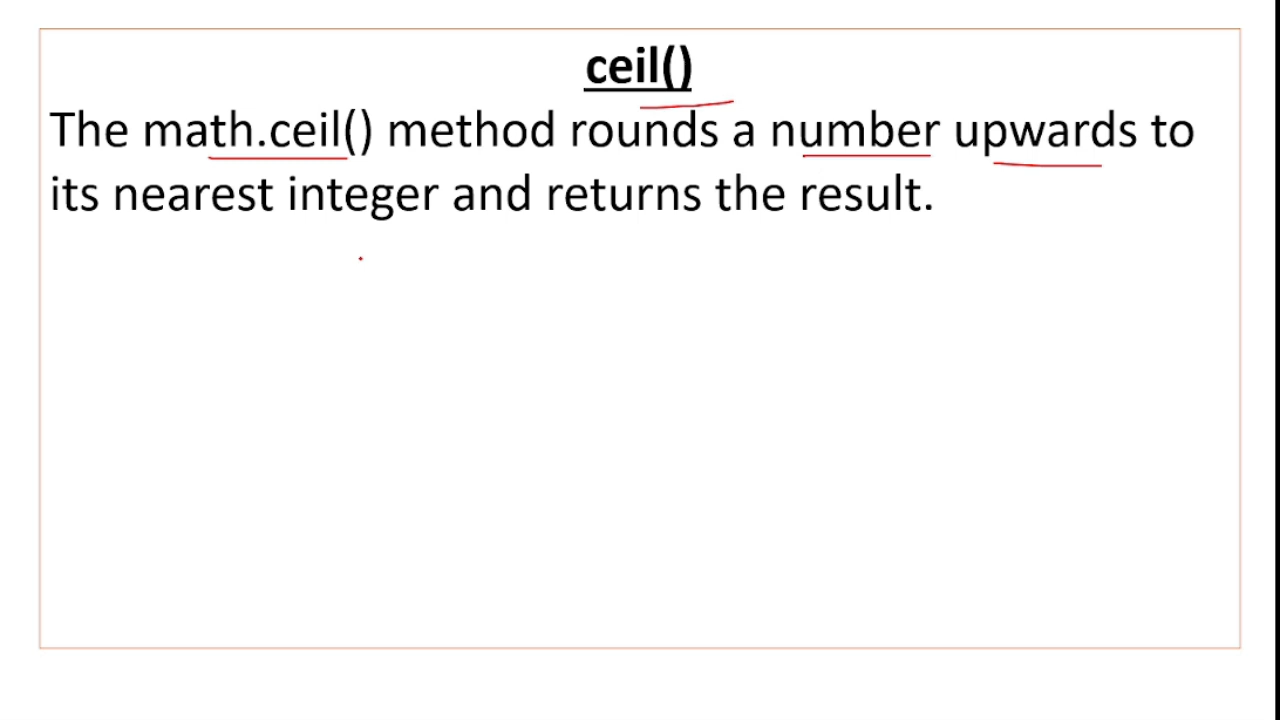 ceil()
The math.ceil() method rounds a number upwards to
its nearest integer and returns the result.